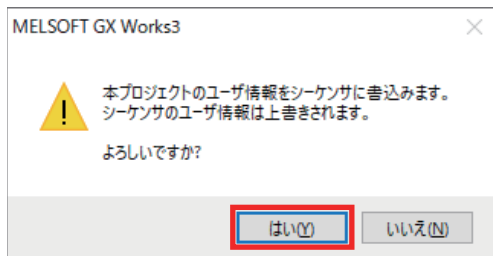 MELSOFT GX Works3
本プロジェクトのユーザ情報をシーケンサに書込みます。
シーケンサのユーザ情報は上書きされます。
よろしいですか?
はい(Y) いいえ(N)